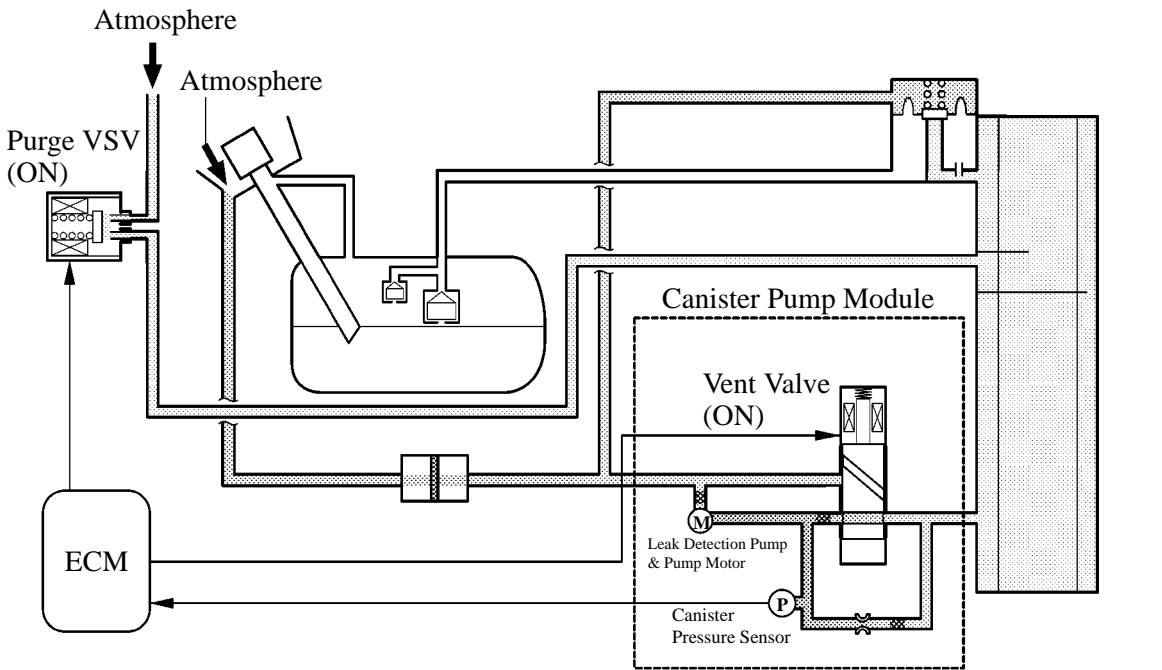 Atmosphere
Atmosphere
Purge VSV
(ON)
Canister Pump Module
Vent Valve
(ON)
M
Leak Detection Pump
& Pump Motor
ECM
P
Canister
Pressure Sensor